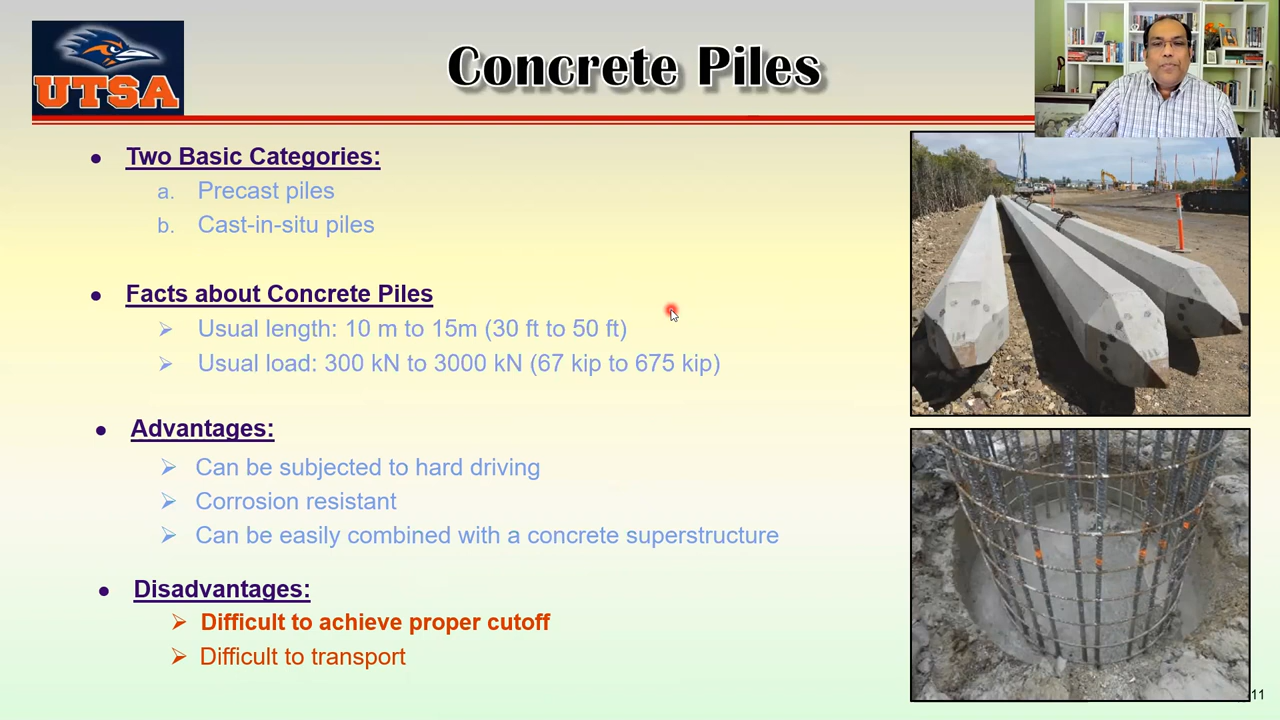 UTSA
Concrete Piles
• Two Basic Categories:
a. Precast piles
b. Cast-in-situ piles
• Facts about Concrete Piles
➢ Usual length: 10 m to 15m (30 ft to 50 ft)
➢ Usual load: 300 kN to 3000 kN (67 kip to 675 kip)
• Advantages:
➢ Can be subjected to hard driving
➢ Corrosion resistant
➢ Can be easily combined with a concrete superstructure
• Disadvantages:
➢ Difficult to achieve proper cutoff
➢ Difficult to transport
11